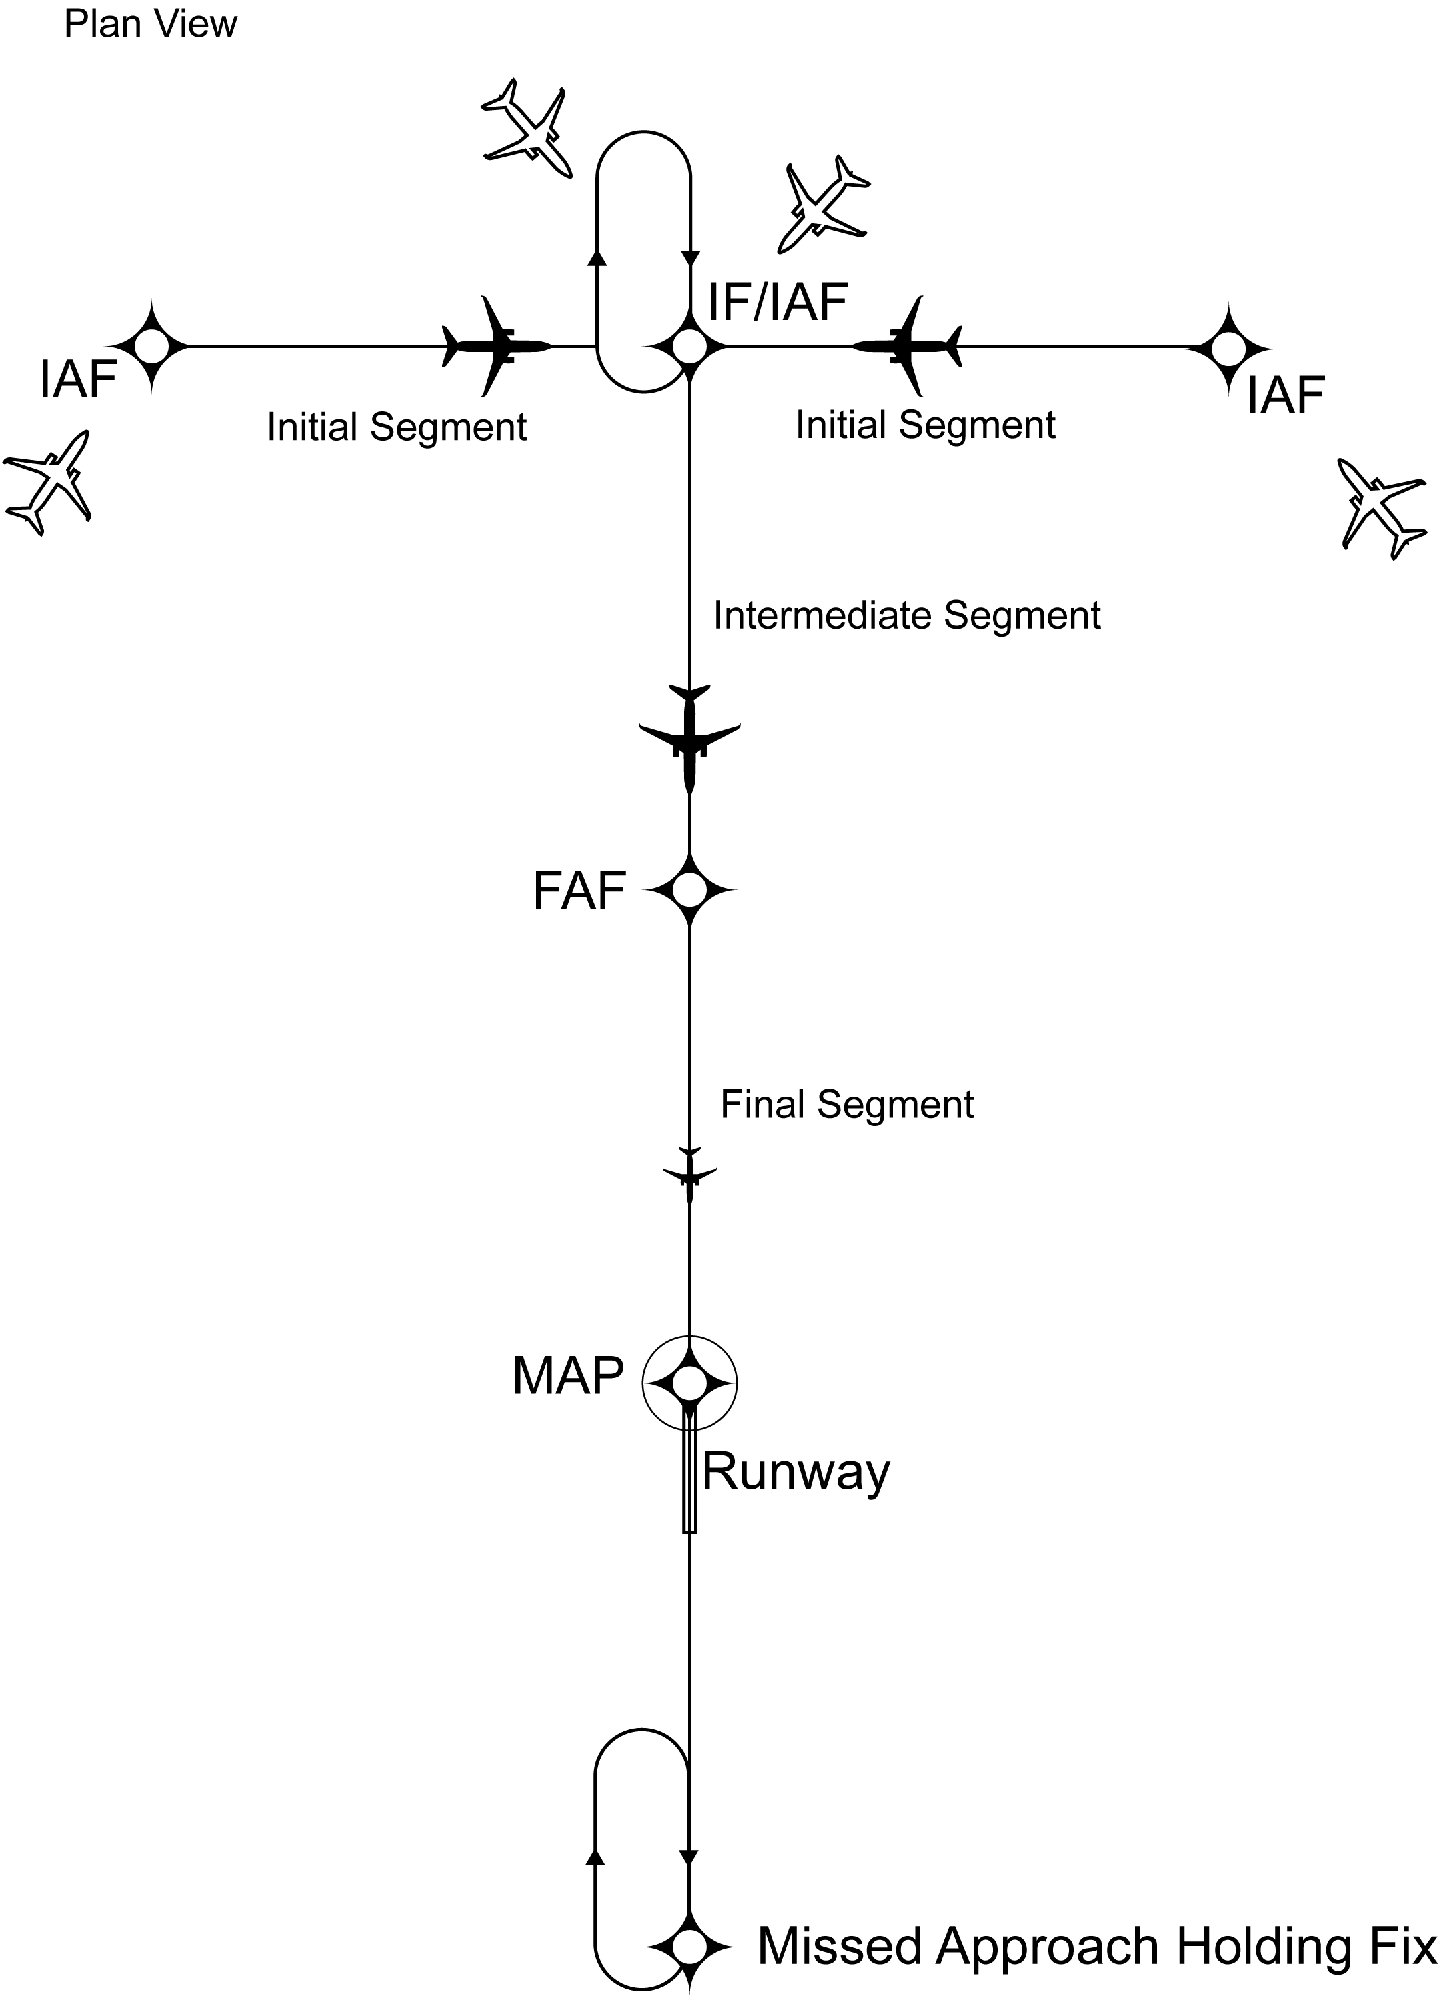 Plan View
IF/IAF
IAF
IAF
Initial Segment
Initial Segment
Intermediate Segment
FAF
Final Segment
MAP
Runway
Missed Approach Holding Fix